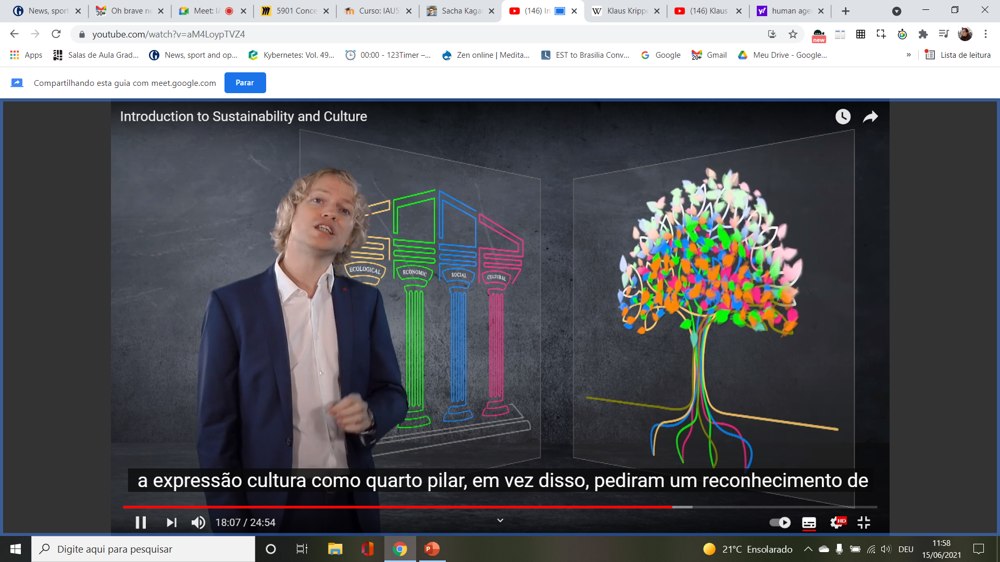 News, sport
Oh brave ne
Meet: IA
5901 Conce
Curso: IAU5
Sacha Kaga
(146) In
Klaus Krippe
(146) Klaus
human age
youtube.com/watch?v=aM4LoypTVZ4
new
Apps
Salas de Aula Grad...
News, sport and op...
Kybernetes: Vol. 49...
00:00 - 123Timer –...
Zen online | Medita...
EST to Brasilia Conv...
Google
Gmail
Meu Drive - Google...
»
Lista de leitura
Compartilhando esta guia com meet.google.com
Parar
Introduction to Sustainability and Culture
ECOLOGICAL
ECONOMIC
SOCIAL
CULTURAL
a expressão cultura como quarto pilar, em vez disso, pediram um reconhecimento de
18:07 / 24:54
HD
Digite aqui para pesquisar
21°C Ensolarado
DEU
11:58
15/06/2021